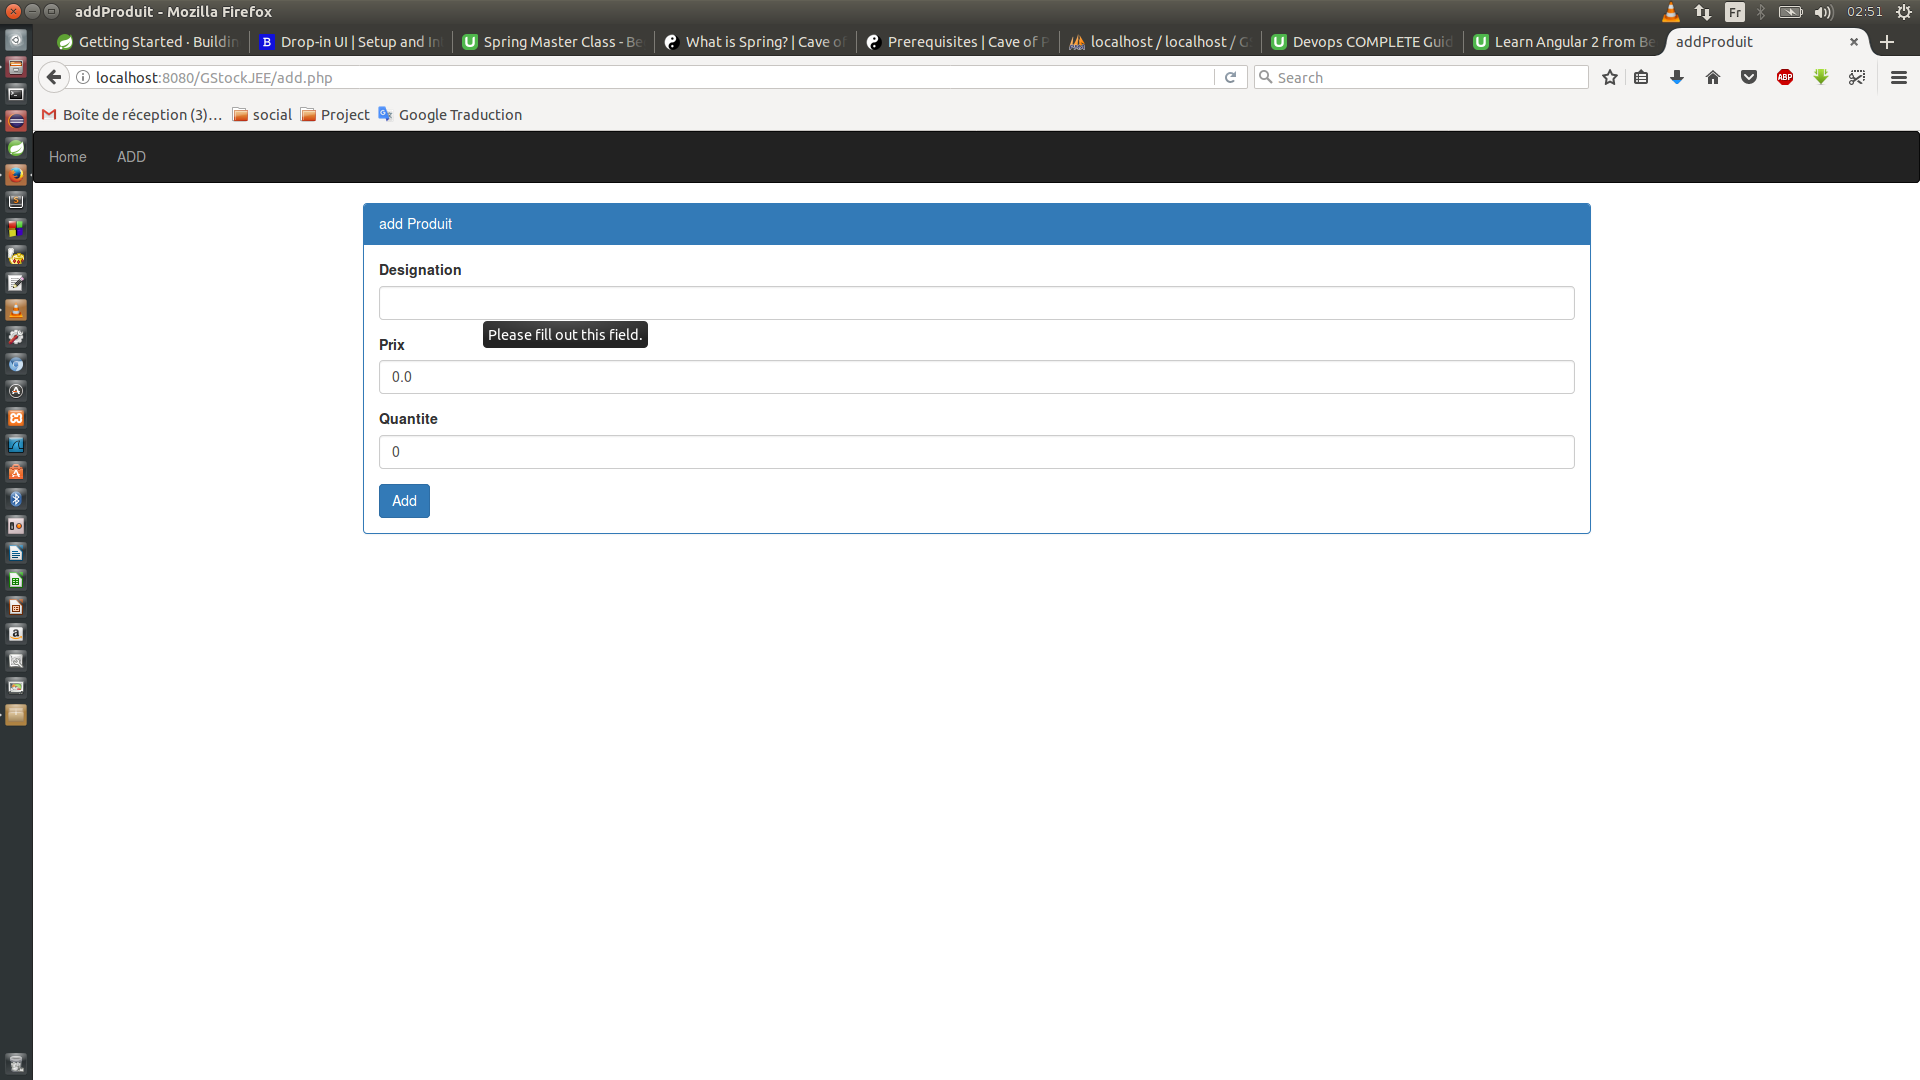 addProduit - Mozilla Firefox
Fr
02:51
Getting Started · Buildin
B Drop-in UI | Setup and In
Spring Master Class - Be
What is Spring? | Cave of
Prerequisites | Cave of P
localhost / localhost / G
Devops COMPLETE Guid
Learn Angular 2 from Be
addProduit
localhost:8080/GStockJEE/add.php
Search
ABP
Boîte de réception (3)...
social
Project
Google Traduction
Home
ADD
add Produit
Designation
Please fill out this field.
Prix
0.0
Quantite
0
Add